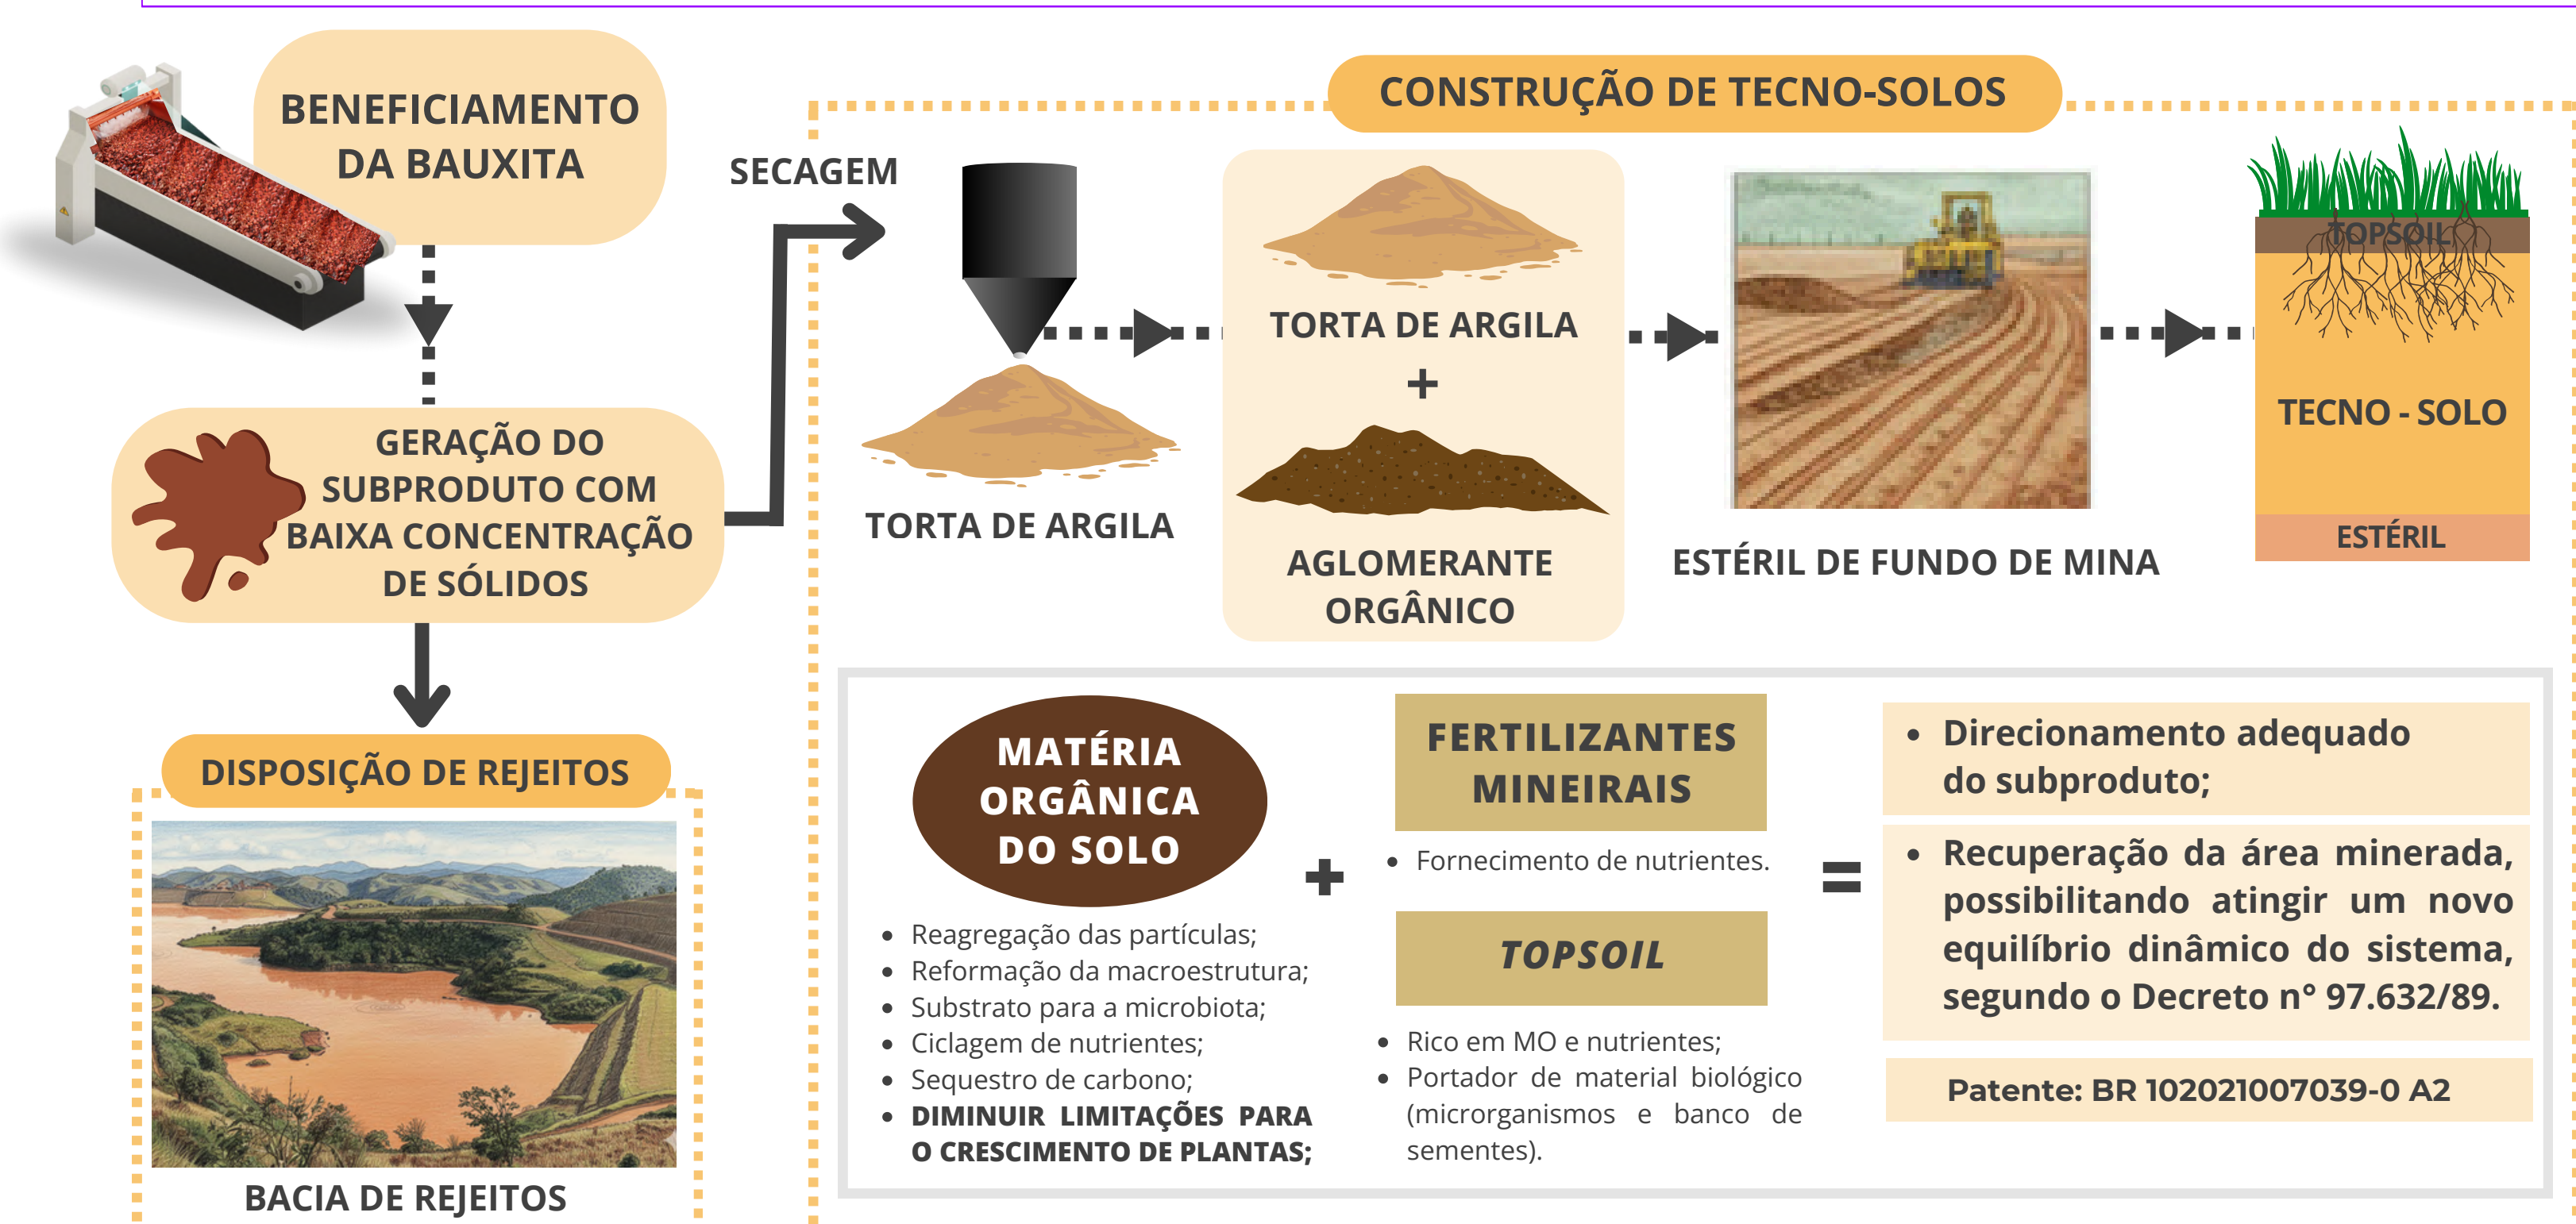 BENEFICIAMENTO
DA BAUXITA
GERAÇÃO DO
SUBPRODUTO COM
BAIXA CONCENTRAÇÃO
DE SÓLIDOS
DISPOSIÇÃO DE REJEITOS
BACIA DE REJEITOS
SECAGEM
CONSTRUÇÃO DE TECNO-SOLOS
TORTA DE ARGILA
TORTA DE ARGILA
+
AGLOMERANTE
ORGÂNICO
ESTÉRIL DE FUNDO DE MINA
TOPSOIL
TECNO - SOLO
ESTÉRIL
MATÉRIA
ORGÂNICA
DO SOLO
• Reagregação das partículas;
• Reformação da macroestrutura;
• Substrato para a microbiota;
• Ciclagem de nutrientes;
• Sequestro de carbono;
• DIMINUIR LIMITAÇÕES PARA
O CRESCIMENTO DE PLANTAS;
+
FERTILIZANTES
MINEIRAIS
• Fornecimento de nutrientes.
TOPSOIL
• Rico em MO e nutrientes;
• Portador de material biológico
(microrganismos e banco de
sementes).
=
• Direcionamento adequado
do subproduto;
• Recuperação da área minerada,
possibilitando atingir um novo
equilíbrio dinâmico do sistema,
segundo o Decreto n° 97.632/89.
Patente: BR 102021007039-0 A2